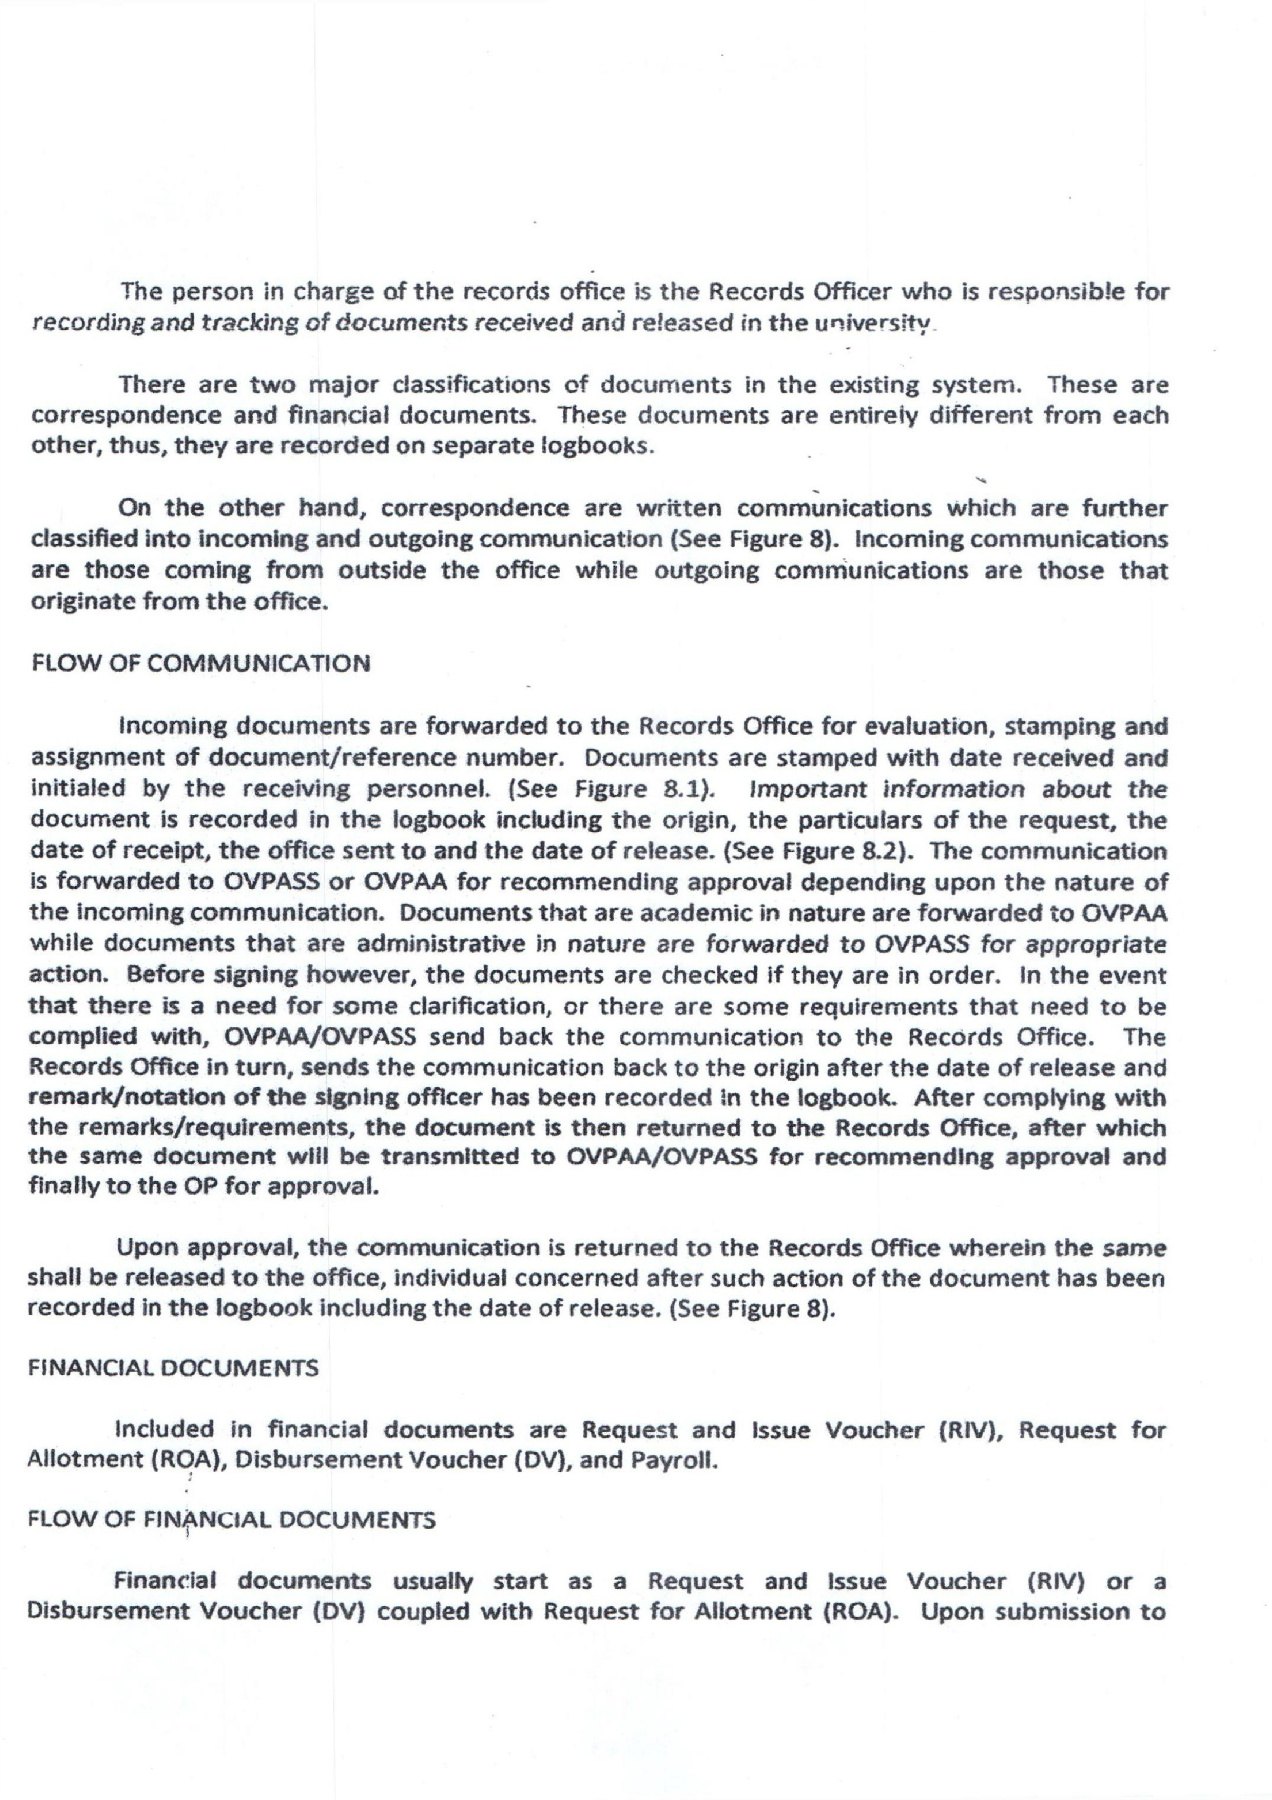 The person in charge of the records office is the Records Officer who is responsible for
recording and tracking of documents received and released in the university.
There are two major classifications of documents in the existing system. These are
correspondence and financial documents. These documents are entirely different from each
other, thus, they are recorded on separate logbooks.
On the other hand, correspondence are written communications which are further
classified into incoming and outgoing communication (See Figure 8). Incoming communications
are those coming from outside the office while outgoing communications are those that
originate from the office.
FLOW OF COMMUNICATION
Incoming documents are forwarded to the Records Office for evaluation, stamping and
assignment of document/reference number. Documents are stamped with date received and
initialed by the receiving personnel. (See Figure 8.1). Important information about the
document is recorded in the logbook including the origin, the particulars of the request, the
date of receipt, the office sent to and the date of release. (See Figure 8.2). The communication
is forwarded to OVPASS or OVPAA for recommending approval depending upon the nature of
the incoming communication. Documents that are academic in nature are forwarded to OVPAA
while documents that are administrative in nature are forwarded to OVPASS for appropriate
action. Before signing however, the documents are checked if they are in order. In the event
that there is a need for some clarification, or there are some requirements that need to be
complied with, OVPAA/OVPASS send back the communication to the Records Office. The
Records Office in turn, sends the communication back to the origin after the date of release and
remark/notation of the signing officer has been recorded in the logbook. After complying with
the remarks/requirements, the document is then returned to the Records Office, after which
the same document will be transmitted to OVPAA/OVPASS for recommending approval and
finally to the OP for approval.
Upon approval, the communication is returned to the Records Office wherein the same
shall be released to the office, individual concerned after such action of the document has been
recorded in the logbook including the date of release. (See Figure 8).
FINANCIAL DOCUMENTS
Included in financial documents are Request and Issue Voucher (RIV), Request for
Allotment (ROA), Disbursement Voucher (DV), and Payroll.
FLOW OF FINANCIAL DOCUMENTS
Financial documents usually start as a Request and Issue Voucher (RIV) or a
Disbursement Voucher (DV) coupled with Request for Allotment (ROA). Upon submission to